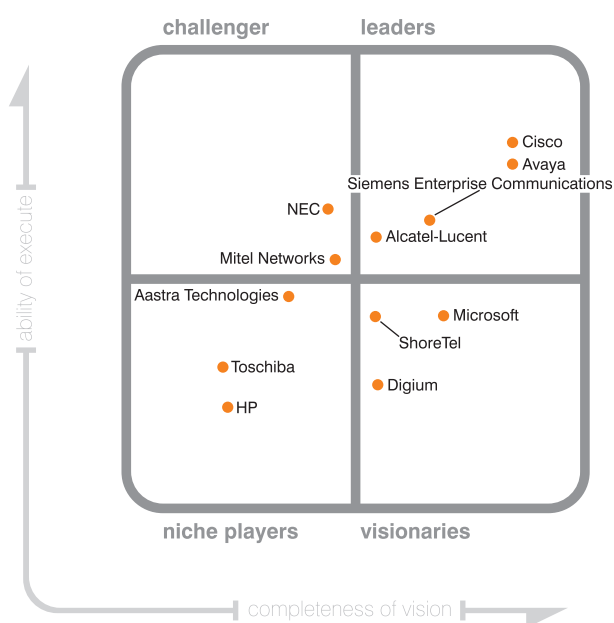 challenger
leaders
Cisco
Avaya
Siemens Enterprise Communications
NEC
Alcatel-Lucent
Mitel Networks
Aastra Technologies
Microsoft
ShoreTel
Toschiba
Digium
HP
niche players
visionaries
ability of execute
completeness of vision